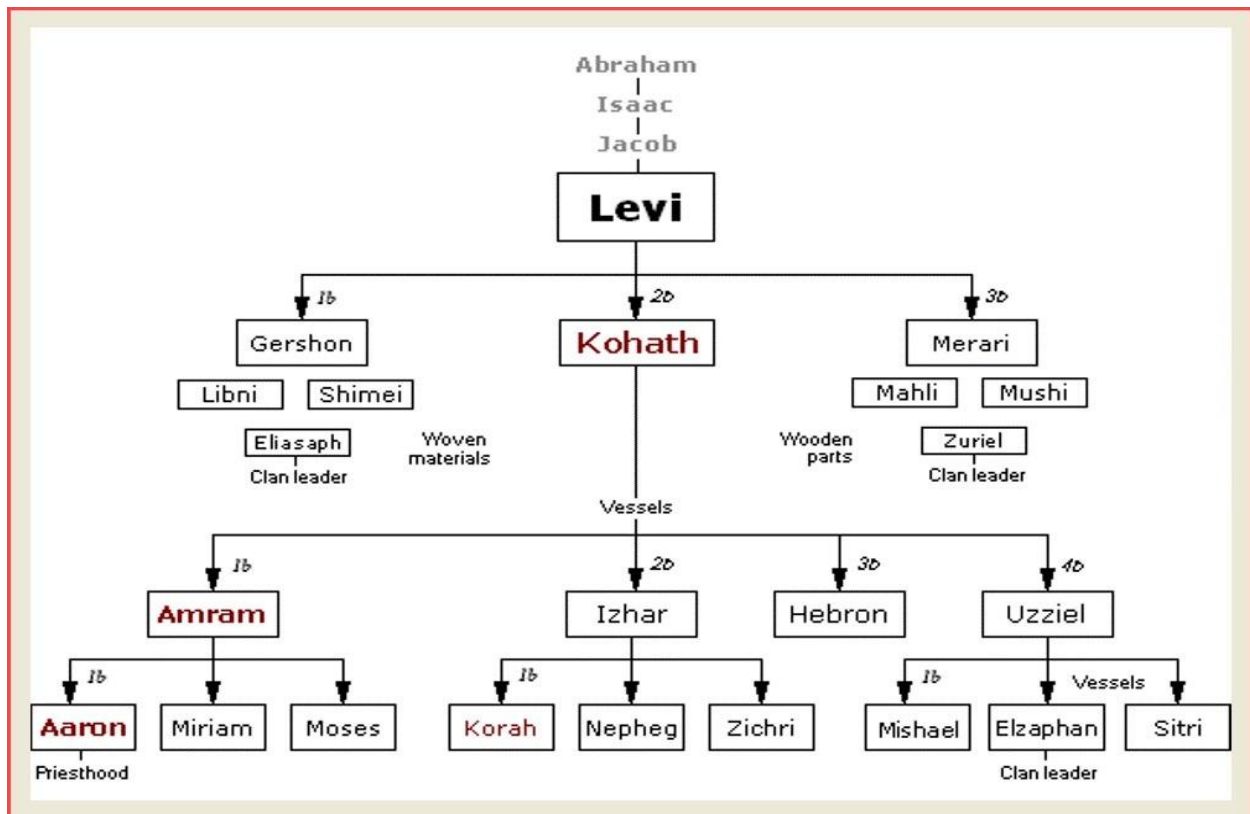 Abraham
Isaac
Jacob
Levi
1b 2b 3b
Gershon Kohath Merari
Libni Shimei Mahli Mushi
Eliasaph Woven materials Wooden parts Zuriel
Clan leader Clan leader
Vessels
1b 2b 3b 4b
Amram Izhar Hebron Uzziel
1b 1b 1b Vessels
Aaron Miriam Moses Korah Nepheg Zichri Mishael Elzaphan Sitri
Priesthood Clan leader